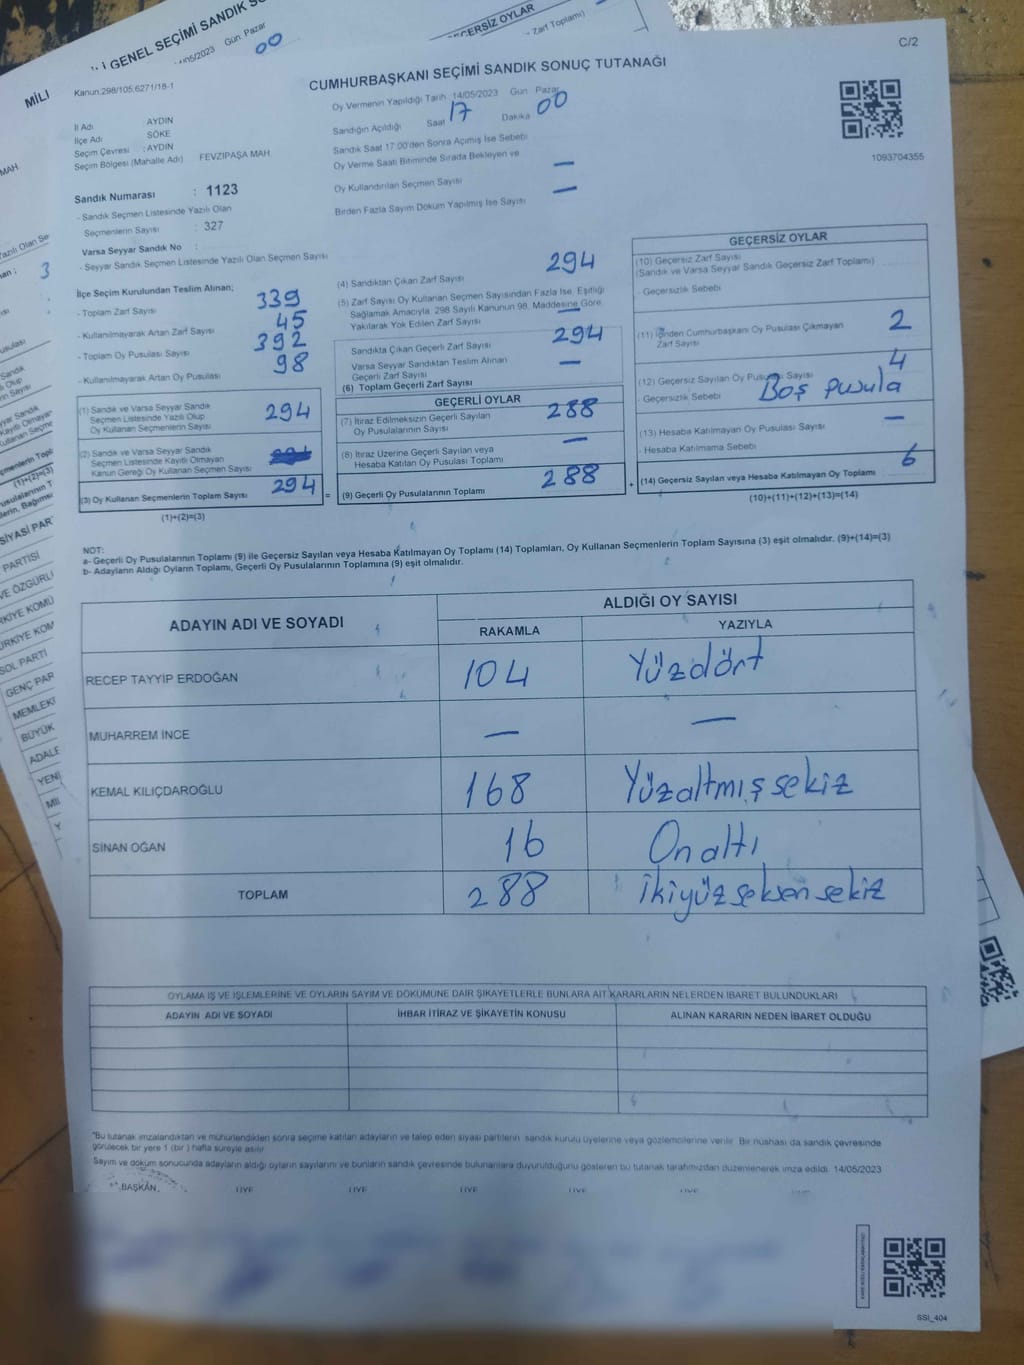 MİLL
İ GENEL SEÇİMİ SANDIK SO
/05/2023 Gün Pazar
00
GEÇERSİZ OYLAR
Zarf Toplamı)
C/2
Kanun:298/105;6271/18-1
CUMHURBAŞKANI SEÇİMİ SANDIK SONUÇ TUTANAĞI
İl Adı : AYDIN
İlçe Adı : SÖKE
Seçim Çevresi : AYDIN
Seçim Bölgesi (Mahalle Adı) FEVZİPAŞA MAH.
Oy Vermenin Yapıldığı Tarih 14/05/2023 Gün Pazar
Sandığın Açıldığı Saat 17 Dakika 00
Sandık Saat 17:00'den Sonra Açımış İse Sebebi
Oy Verme Saati Bitiminde Sırada Bekleyen ve
Oy Kullandırılan Seçmen Sayısı —
Birden Fazla Sayım Döküm Yapılmış İse Sayısı —
1093704355
Sandık Numarası : 1123
- Sandık Seçmen Listesinde Yazılı Olan
Seçmenlerin Sayısı : 327
Varsa Seyyar Sandık No :
- Seyyar Sandık Seçmen Listesinde Yazılı Olan Seçmen Sayısı
İlçe Seçim Kurulundan Teslim Alınan;
- Toplam Zarf Sayısı 339
- Kullanılmayarak Artan Zarf Sayısı 45
- Toplam Oy Pusulası Sayısı 392
- Kullanılmayarak Artan Oy Pusulası 98
(1) Sandık ve Varsa Seyyar Sandık
Seçmen Listesinde Yazılı Olup
Oy Kullanan Seçmenlerin Sayısı 294
(2) Sandık ve Varsa Seyyar Sandık
Seçmen Listesinde Kayıtlı Olmayan
Kanun Gereği Oy Kullanan Seçmen Sayısı
(3) Oy Kullanan Seçmenlerin Toplam Sayısı 294 =
(1)+(2)=(3)
(4) Sandıktan Çıkan Zarf Sayısı 294
(5) Zarf Sayısı Oy Kullanan Seçmen Sayısından Fazla İse, Eşitliği
Sağlamak Amacıyla, 298 Sayılı Kanunun 98. Maddesine Göre
Yakılarak Yok Edilen Zarf Sayısı —
Sandıkta Çıkan Geçerli Zarf Sayısı 294
Varsa Seyyar Sandıktan Teslim Alınan
Geçerli Zarf Sayısı —
(6) Toplam Geçerli Zarf Sayısı
GEÇERLİ OYLAR
(7) İtiraz Edilmeksizin Geçerli Sayılan
Oy Pusulalarının Sayısı 288
(8) İtiraz Üzerine Geçerli Sayılan veya
Hesaba Katılan Oy Pusulası Toplamı —
(9) Geçerli Oy Pusulalarının Toplamı 288 +
GEÇERSİZ OYLAR
(10) Geçersiz Zarf Sayısı
(Sandık ve Varsa Seyyar Sandık Geçersiz Zarf Toplamı)
- Geçersizlik Sebebi
(11) İçinden Cumhurbaşkanı Oy Pusulası Çıkmayan
Zarf Sayısı 2
(12) Geçersiz Sayılan Oy Pusulası Sayısı 4
- Geçersizlik Sebebi Boş pusula
(13) Hesaba Katılmayan Oy Pusulası Sayısı —
- Hesaba Katılmama Sebebi
(14) Geçersiz Sayılan veya Hesaba Katılmayan Oy Toplamı 6
(10)+(11)+(12)+(13)=(14)
NOT:
a- Geçerli Oy Pusulalarının Toplamı (9) ile Geçersiz Sayılan veya Hesaba Katılmayan Oy Toplamı (14) Toplamları, Oy Kullanan Seçmenlerin Toplam Sayısına (3) eşit olmalıdır. (9)+(14)=(3)
b- Adayların Aldığı Oyların Toplamı, Geçerli Oy Pusulalarının Toplamına (9) eşit olmalıdır.
ADAYIN ADI VE SOYADI
ALDIĞI OY SAYISI
RAKAMLA YAZIYLA
RECEP TAYYİP ERDOĞAN 104 Yüzdört
MUHARREM İNCE — —
KEMAL KILIÇDAROĞLU 168 Yüzaltmışsekiz
SİNAN OĞAN 16 Onaltı
TOPLAM 288 İkiyüzseksensekiz
OYLAMA İŞ VE İŞLEMLERİNE VE OYLARIN SAYIM VE DÖKÜMÜNE DAİR ŞİKAYETLERLE BUNLARA AİT KARARLARIN NELERDEN İBARET BULUNDUKLARI
ADAYIN ADI VE SOYADI İHBAR İTİRAZ VE ŞİKAYETİN KONUSU ALINAN KARARIN NEDEN İBARET OLDUĞU
*Bu tutanak imzalandıktan ve mühürlendikten sonra seçime katılan adayların ve talep eden siyasi partilerin sandık kurulu üyelerine veya gözlemcilerine verilir. Bir nüshası da sandık çevresinde
görülecek bir yere 1 (bir) hafta süreyle asılır.
Sayım ve döküm sonucunda adayların aldığı oyların sayılarını ve bunların sandık çevresinde bulunanlara duyurulduğunu gösteren bu tutanak tarafımızdan düzenlenerek imza edildi. 14/05/2023
BAŞKAN ÜYE ÜYE ÜYE ÜYE ÜYE
SSI_404
SİYASİ PAR
PARTİSİ
VE ÖZGÜRLÜ
SOL PARTİ
GENÇ PAR
MEMLEKE
BÜYÜK
ADALE
YENİ